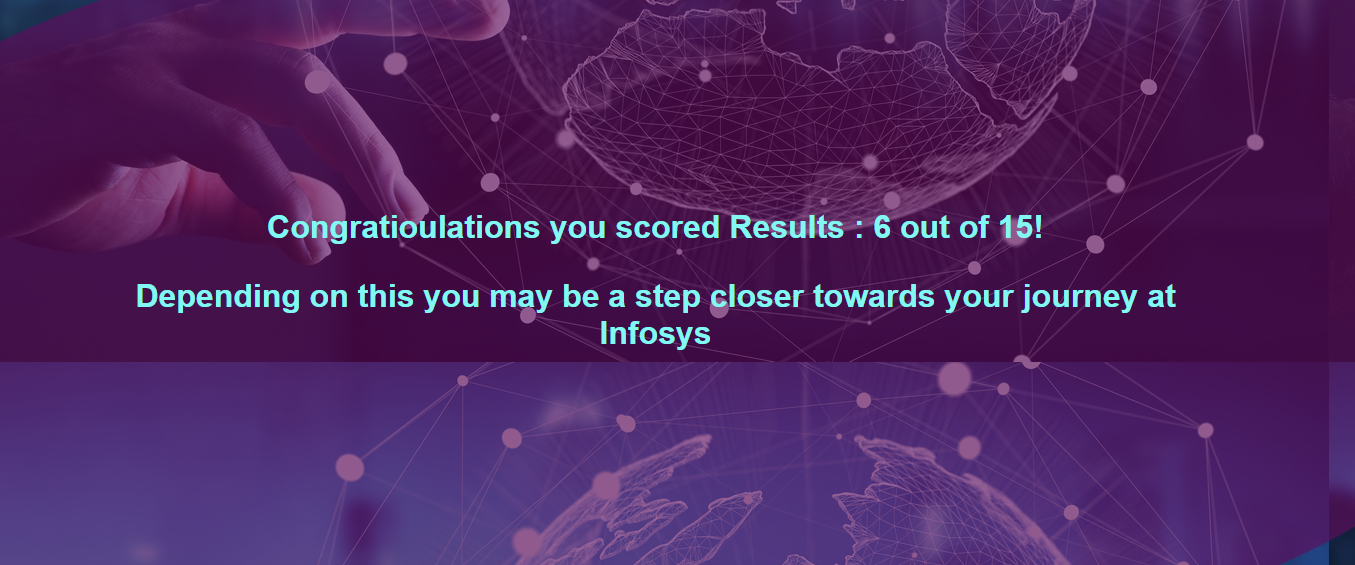 Congratioulations you scored Results : 6 out of 15!
Depending on this you may be a step closer towards your journey at
Infosys